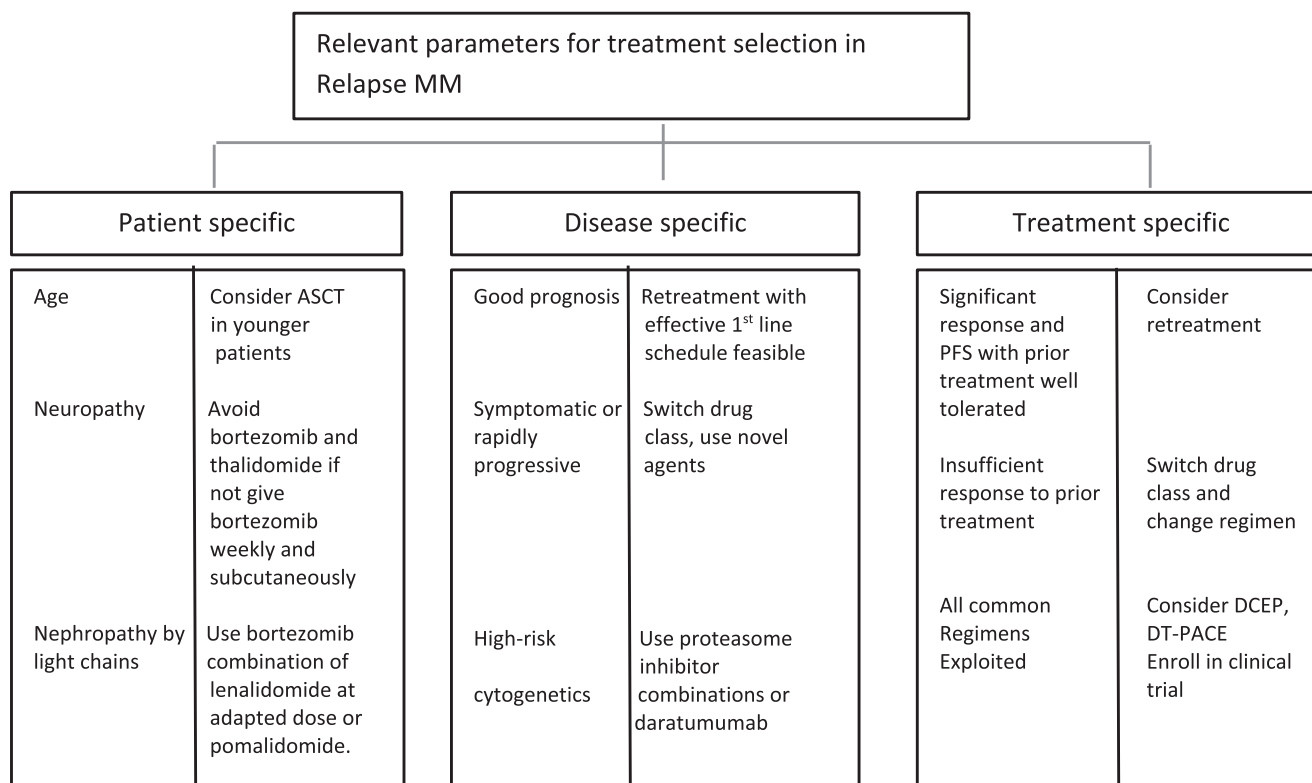 Relevant parameters for treatment selection in
Relapse MM
Patient specific
Age
Consider ASCT
in younger
patients
Neuropathy
Avoid
bortezomib and
thalidomide if
not give
bortezomib
weekly and
subcutaneously
Nephropathy by
light chains
Use bortezomib
combination of
lenalidomide at
adapted dose or
pomalidomide.
Disease specific
Good prognosis
Retreatment with
effective 1st line
schedule feasible
Symptomatic or
rapidly
progressive
Switch drug
class, use novel
agents
High-risk
cytogenetics
Use proteasome
inhibitor
combinations or
daratumumab
Treatment specific
Significant
response and
PFS with prior
treatment well
tolerated
Consider
retreatment
Insufficient
response to prior
treatment
Switch drug
class and
change regimen
All common
Regimens
Exploited
Consider DCEP,
DT-PACE
Enroll in clinical
trial